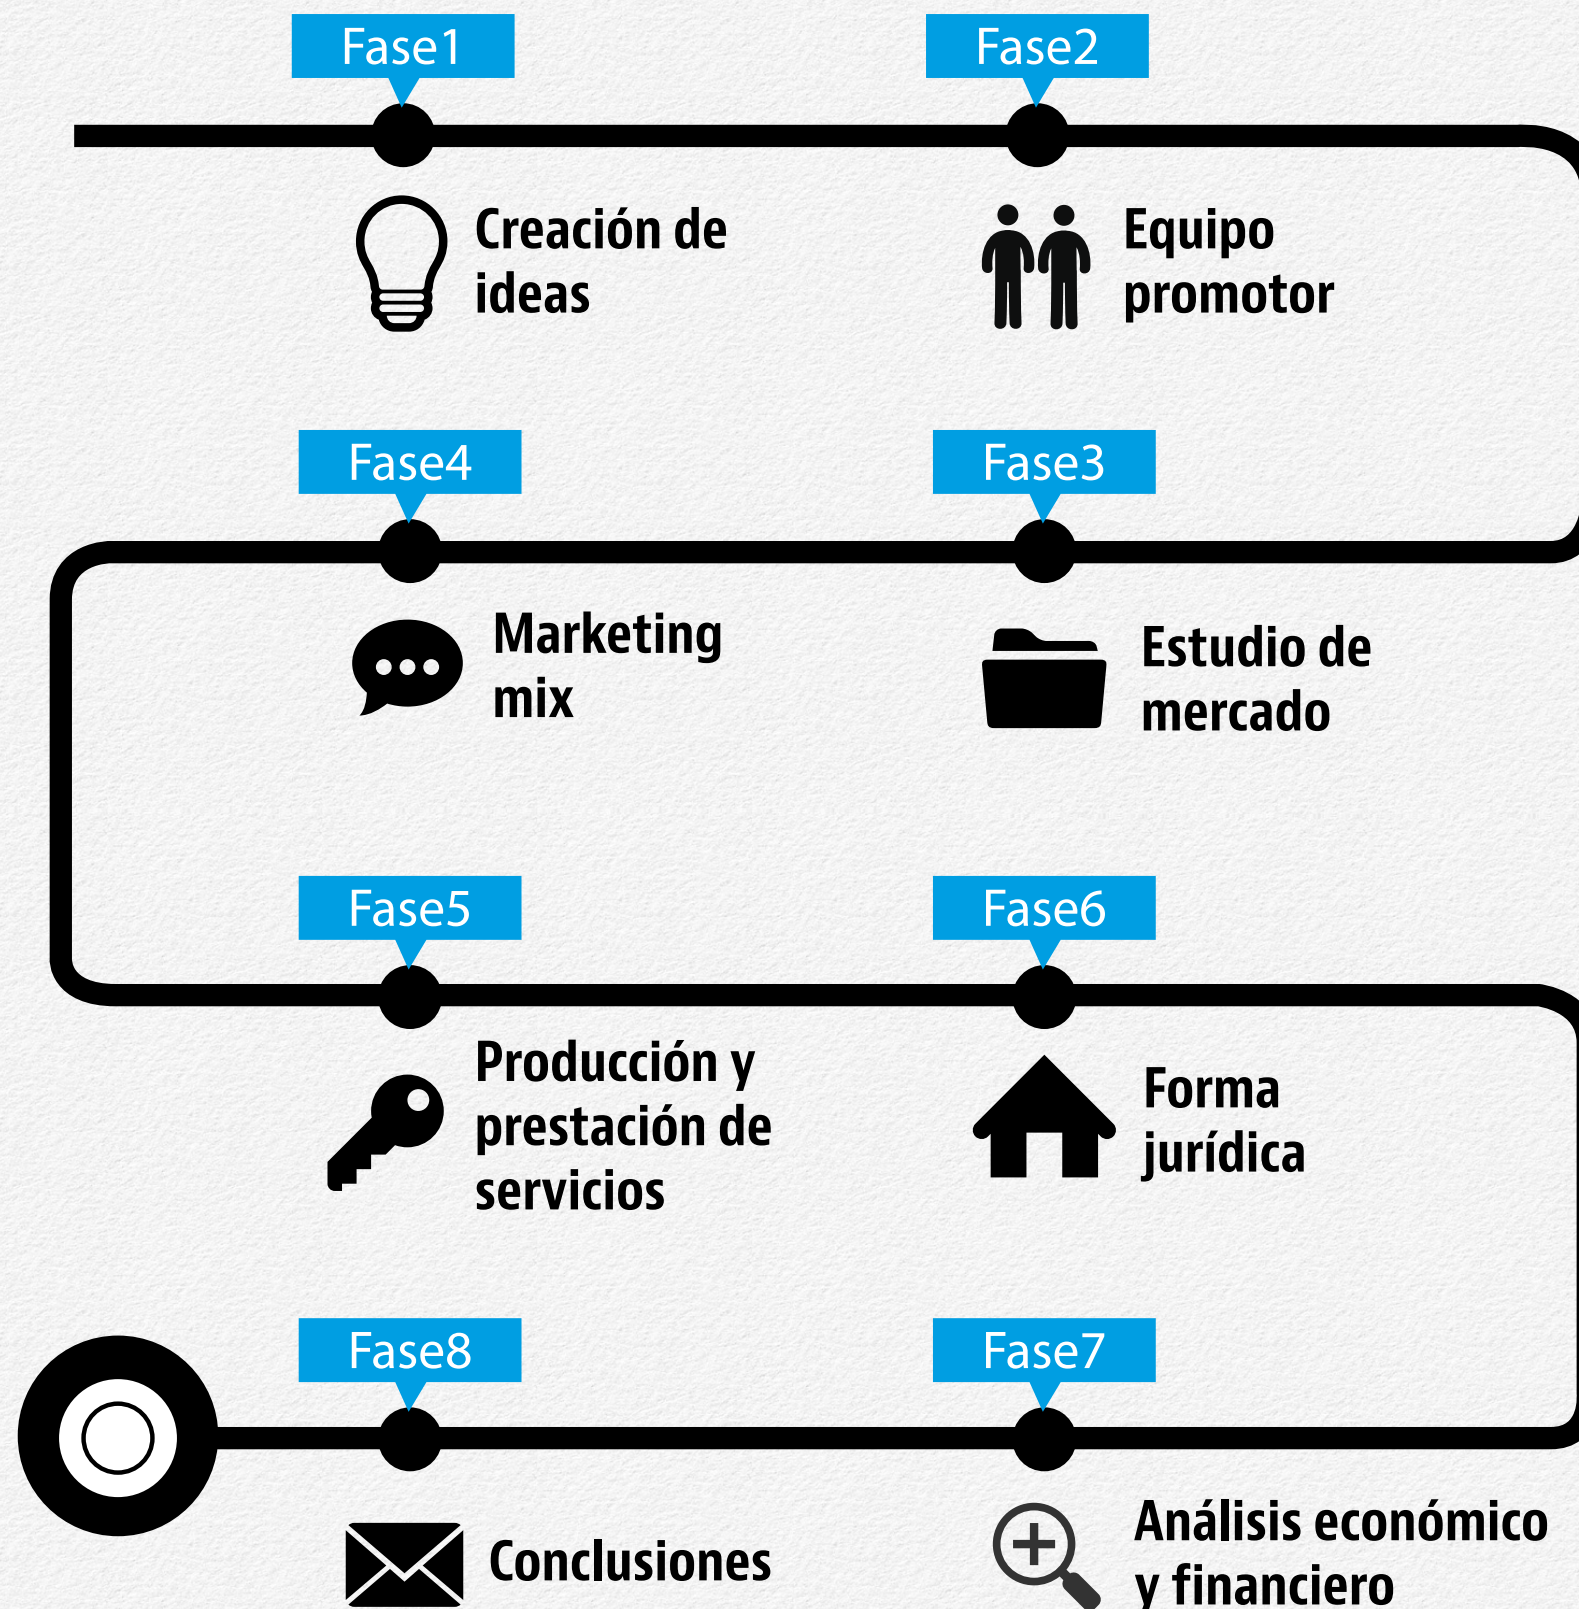 Fase1
Creación de
ideas
Fase2
Equipo
promotor
Fase3
Estudio de
mercado
Fase4
Marketing
mix
Fase5
Producción y
prestación de
servicios
Fase6
Forma
jurídica
Fase7
Análisis económico
y financiero
Fase8
Conclusiones